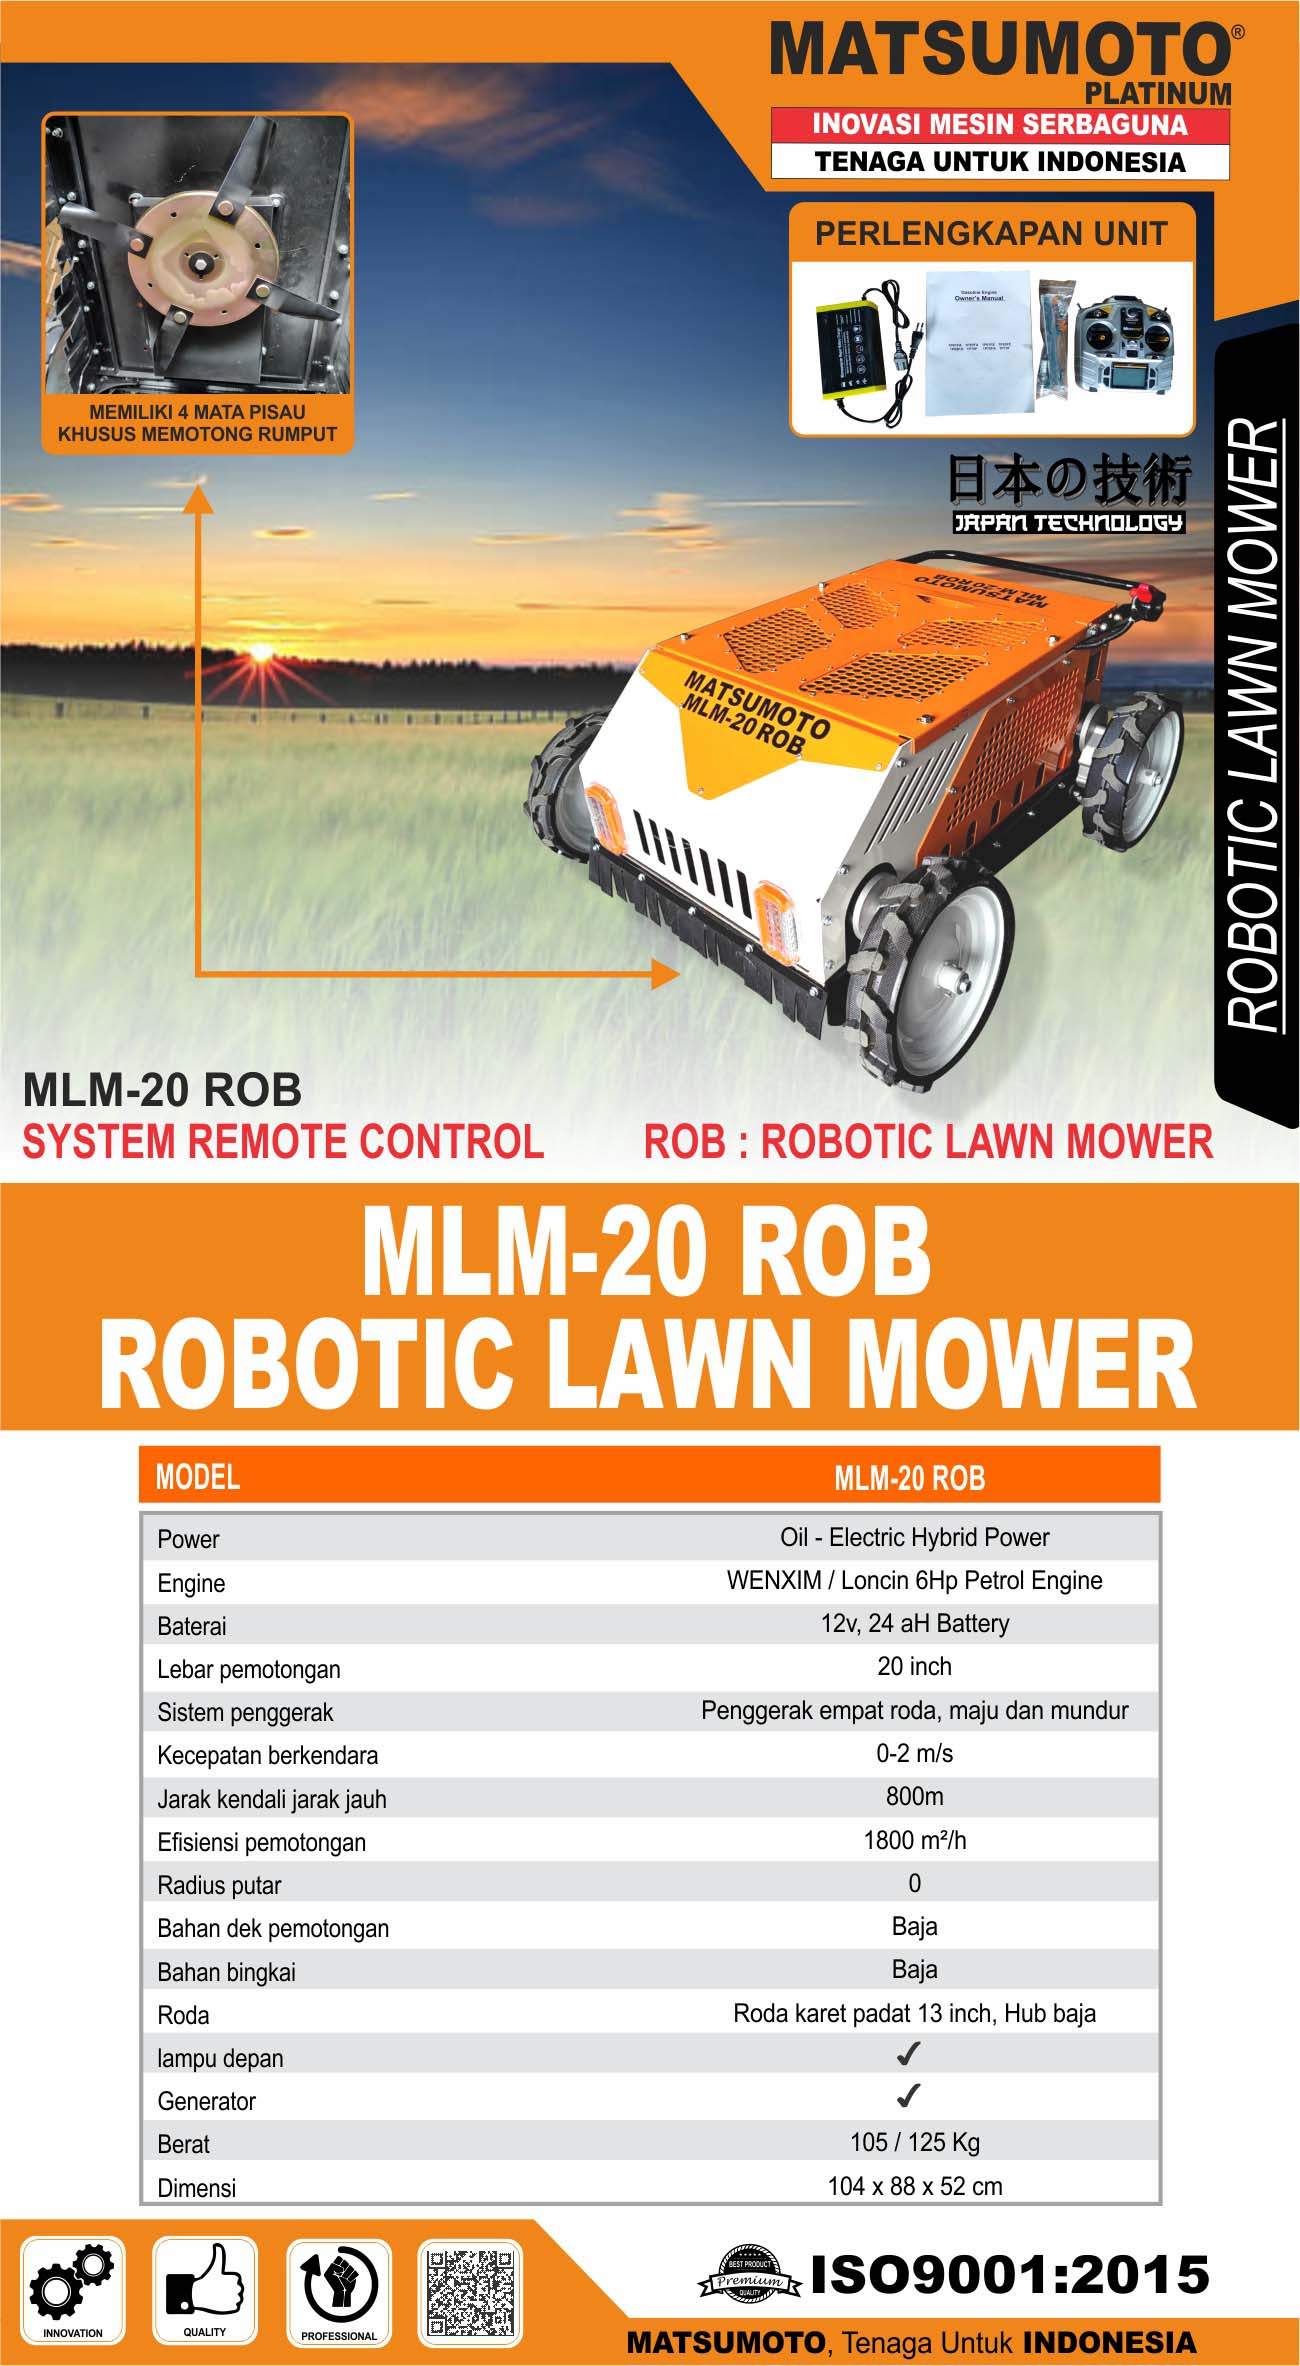 MATSUMOTO®
PLATINUM
INOVASI MESIN SERBAGUNA
TENAGA UNTUK INDONESIA
MEMILIKI 4 MATA PISAU
KHUSUS MEMOTONG RUMPUT
PERLENGKAPAN UNIT
Gasoline Engine
Owner's Manual
日本の技術
JAPAN TECHNOLOGY
ROBOTIC LAWN MOWER
MATSUMOTO
MLM-20 ROB
MATSUMOTO
MLM-20 ROB
MLM-20 ROB
SYSTEM REMOTE CONTROL
ROB : ROBOTIC LAWN MOWER
MLM-20 ROB
ROBOTIC LAWN MOWER
MODEL MLM-20 ROB
Power Oil - Electric Hybrid Power
Engine WENXIM / Loncin 6Hp Petrol Engine
Baterai 12v, 24 aH Battery
Lebar pemotongan 20 inch
Sistem penggerak Penggerak empat roda, maju dan mundur
Kecepatan berkendara 0-2 m/s
Jarak kendali jarak jauh 800m
Efisiensi pemotongan 1800 m²/h
Radius putar 0
Bahan dek pemotongan Baja
Bahan bingkai Baja
Roda Roda karet padat 13 inch, Hub baja
lampu depan ✓
Generator ✓
Berat 105 / 125 Kg
Dimensi 104 x 88 x 52 cm
INNOVATION
QUALITY
PROFESSIONAL
BEST PRODUCT
Premium
QUALITY
ISO9001:2015
MATSUMOTO, Tenaga Untuk INDONESIA